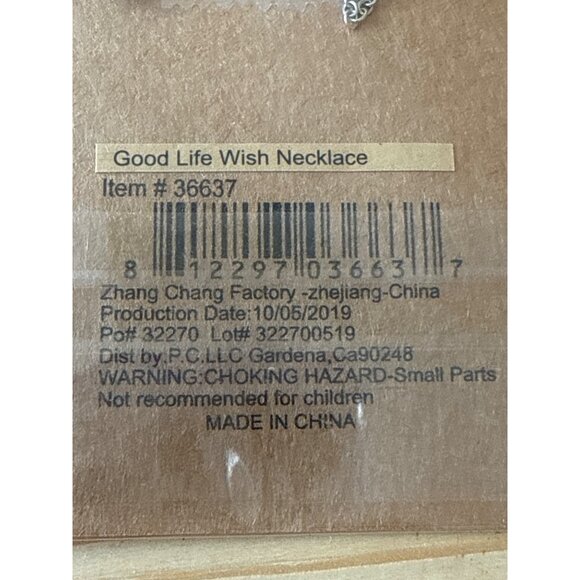 Good Life Wish Necklace
Item # 36637
8 12297 03663 7
Zhang Chang Factory -zhejiang-China
Production Date:10/05/2019
Po# 32270 Lot# 322700519
Dist by,P.C.LLC Gardena,Ca90248
WARNING:CHOKING HAZARD-Small Parts
Not recommended for children
MADE IN CHINA